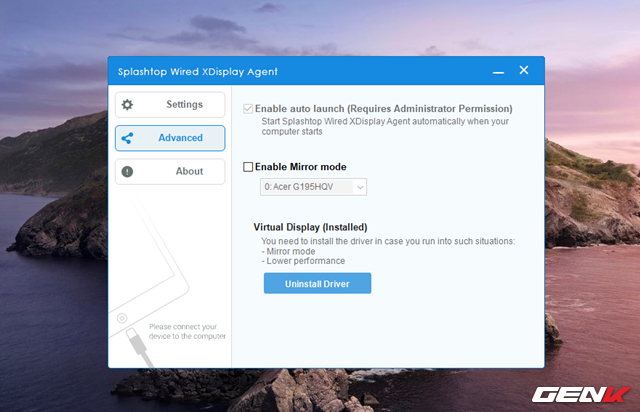 Splashtop Wired XDisplay Agent
Settings
Advanced
About
Please connect your
device to the computer
Enable auto launch (Requires Administrator Permission)
Start Splashtop Wired XDisplay Agent automatically when your
computer starts
Enable Mirror mode
0: Acer G195HQV
Virtual Display (Installed)
You need to install the driver in case you run into such situations:
- Mirror mode
- Lower performance
Uninstall Driver
GENK